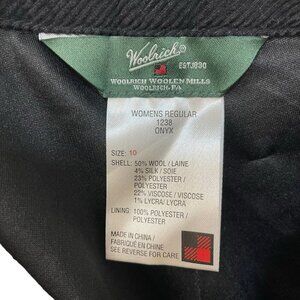 Woolrich®
EST.1830
WOOLRICH WOOLEN MILLS
WOOLRICH, PA
WOMENS REGULAR
1238
ONYX
SIZE: 10
SHELL: 50% WOOL / LAINE
4% SILK / SOIE
23% POLYESTER /
POLYESTER
22% VISCOSE / VISCOSE
1% LYCRA / LYCRA
LINING: 100% POLYESTER /
POLYESTER
MADE IN CHINA /
FABRIQUÉ EN CHINE
SEE REVERSE FOR CARE